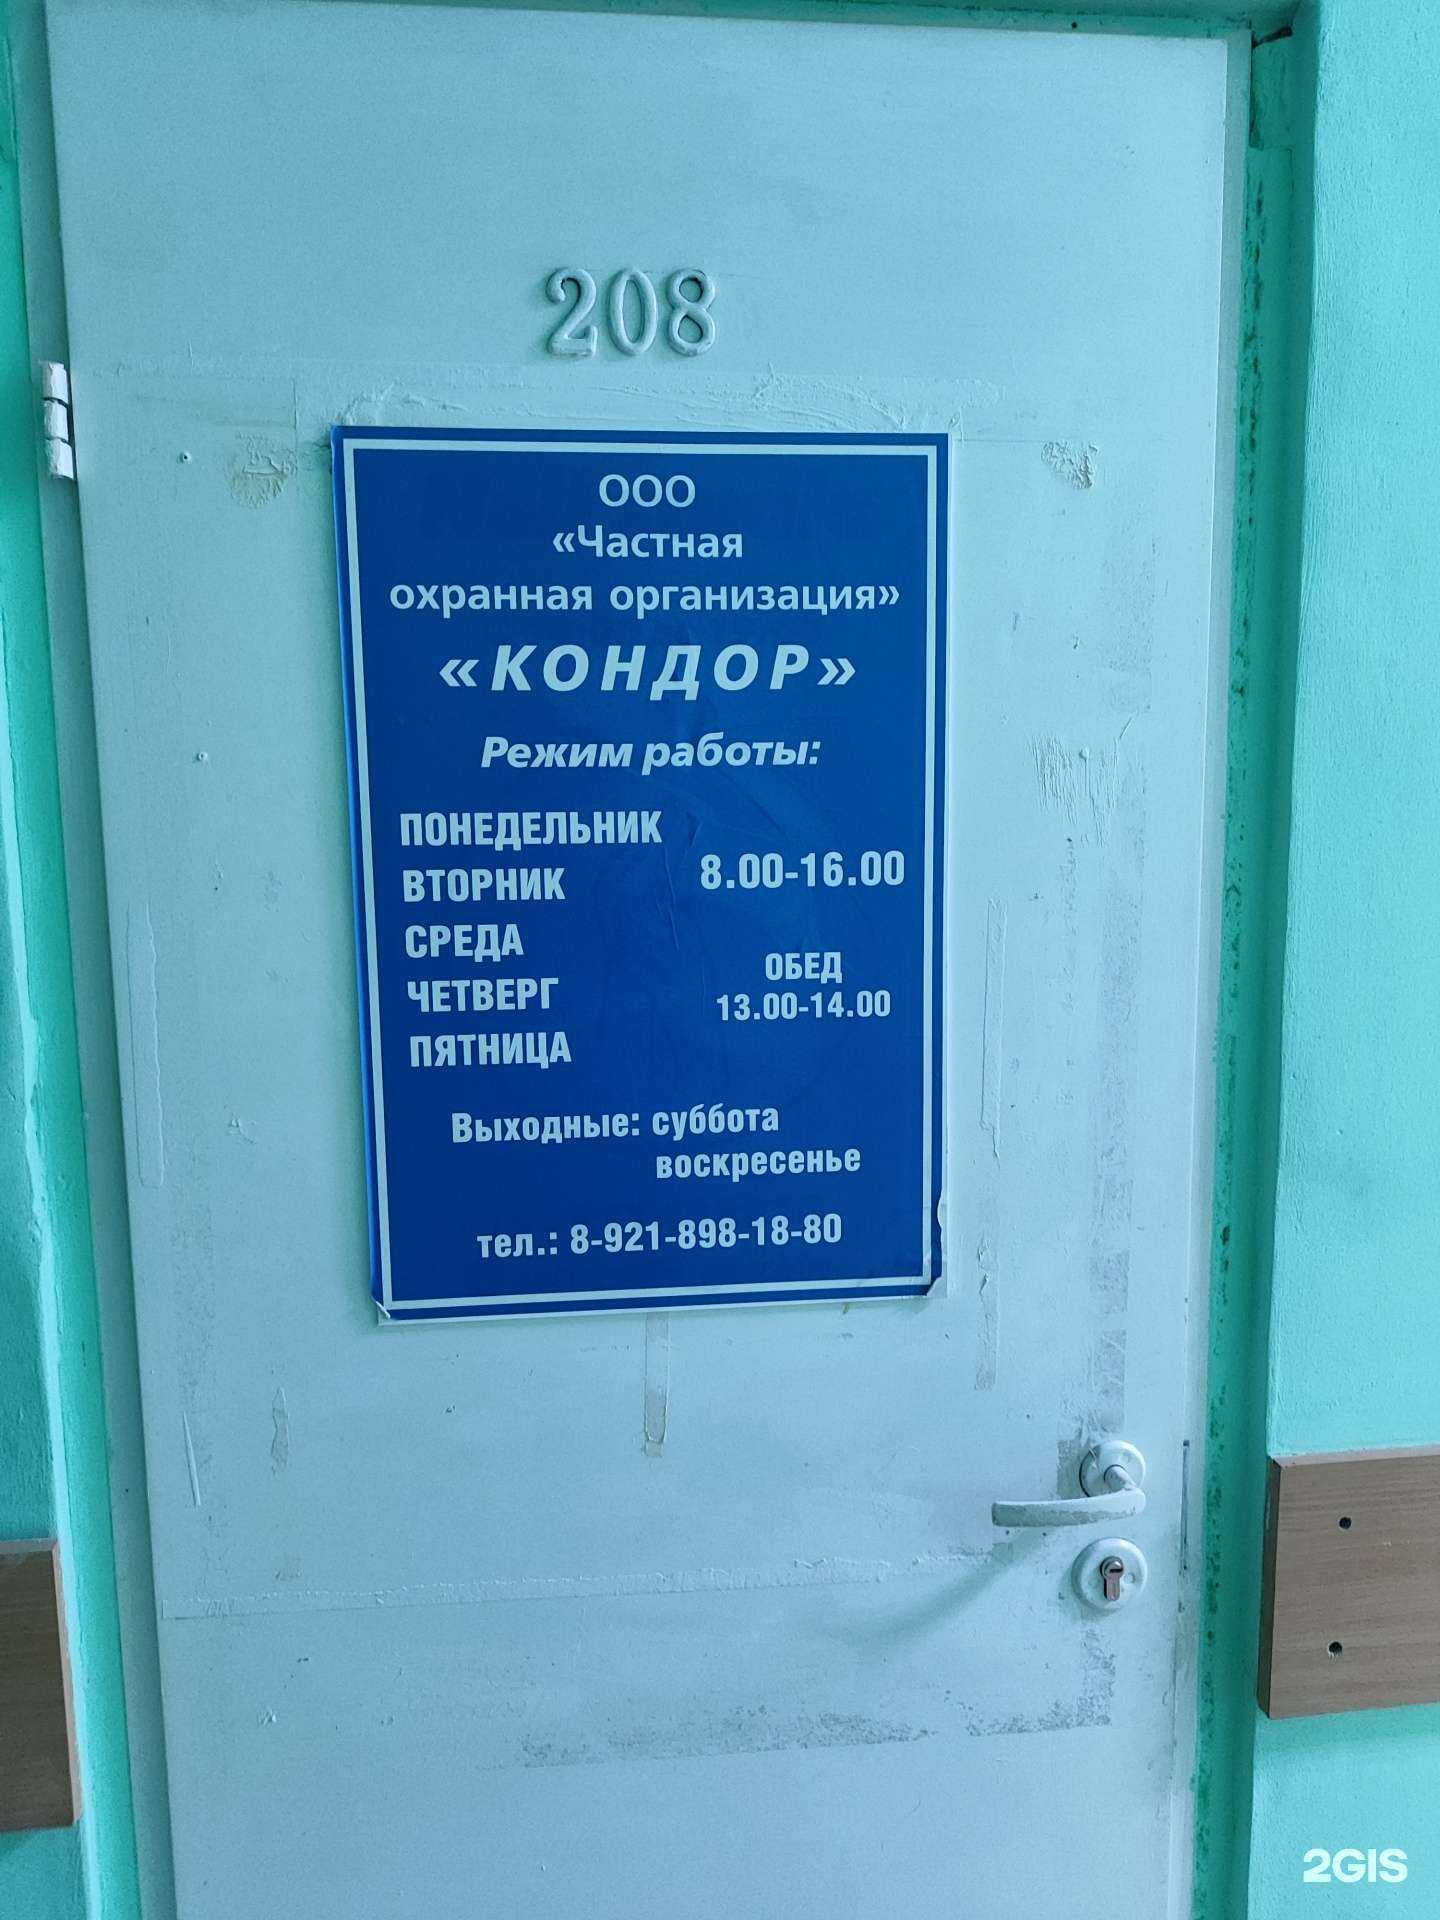 208
ООО
«Частная
охранная организация»
«КОНДОР»
Режим работы:
ПОНЕДЕЛЬНИК
ВТОРНИК
8.00-16.00
СРЕДА
ЧЕТВЕРГ
ПЯТНИЦА
ОБЕД
13.00-14.00
Выходные: суббота
воскресенье
тел.: 8-921-898-18-80
2GIS